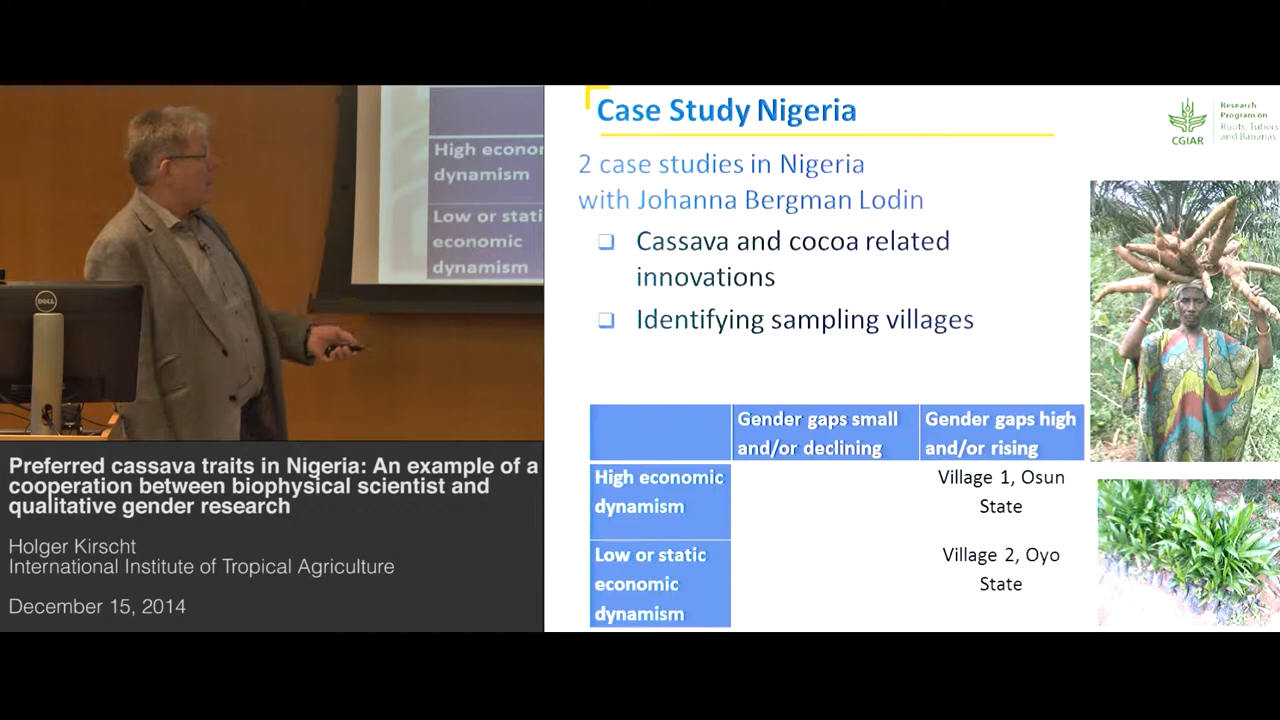 Case Study Nigeria
CGIAR
Research
Program on
Roots, Tubers
and Bananas
2 case studies in Nigeria
with Johanna Bergman Lodin
Cassava and cocoa related
innovations
Identifying sampling villages
Gender gaps small
and/or declining
Gender gaps high
and/or rising
High economic
dynamism
Village 1, Osun
State
Low or static
economic
dynamism
Village 2, Oyo
State
High econor
dynamism
Low or stati
economic
dynamism
DELL
Preferred cassava traits in Nigeria: An example of a
cooperation between biophysical scientist and
qualitative gender research
Holger Kirscht
International Institute of Tropical Agriculture
December 15, 2014